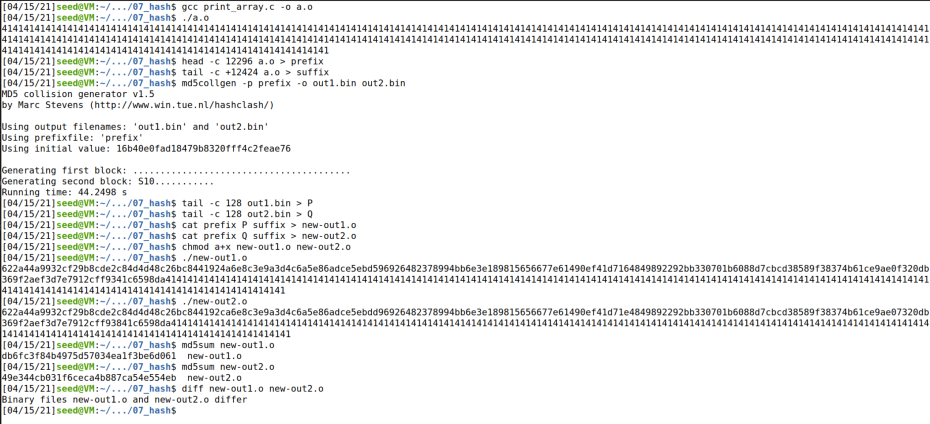 [04/15/21]seed@VM:~/.../07_hash$ gcc print_array.c -o a.o
[04/15/21]seed@VM:~/.../07_hash$ ./a.o
41414141414141414141414141414141414141414141414141414141414141414141414141414141414141414141414141414141414141414141414141414141414141414141414141414141414141414141414141
41414141414141414141414141414141414141414141414141414141414141414141414141414141414141414141414141414141414141414141414141414141414141414141414141414141414141414141414141
414141414141414141414141414141414141414141414141414141414141
[04/15/21]seed@VM:~/.../07_hash$ head -c 12296 a.o > prefix
[04/15/21]seed@VM:~/.../07_hash$ tail -c +12424 a.o > suffix
[04/15/21]seed@VM:~/.../07_hash$ md5collgen -p prefix -o out1.bin out2.bin
MD5 collision generator v1.5
by Marc Stevens (http://www.win.tue.nl/hashclash/)
Using output filenames: 'out1.bin' and 'out2.bin'
Using prefixfile: 'prefix'
Using initial value: 16b40e0fad18479b8320fff4c2feae76
Generating first block: ........................................
Generating second block: S10...........
Running time: 44.2498 s
[04/15/21]seed@VM:~/.../07_hash$ tail -c 128 out1.bin > P
[04/15/21]seed@VM:~/.../07_hash$ tail -c 128 out2.bin > Q
[04/15/21]seed@VM:~/.../07_hash$ cat prefix P suffix > new-out1.o
[04/15/21]seed@VM:~/.../07_hash$ cat prefix Q suffix > new-out2.o
[04/15/21]seed@VM:~/.../07_hash$ chmod a+x new-out1.o new-out2.o
[04/15/21]seed@VM:~/.../07_hash$ ./new-out1.o
622a44a9932cf29b8cde2c84d4d48c26bc8441924a6e8c3e9a3d4c6a5e86adce5ebd596926482378994bb6e3e189815656677e61490ef41d7164849892292bb330701b6088d7cbcd38589f38374b61ce9ae0f320db
369f2aef3d7e7912cff9341c6598da41414141414141414141414141414141414141414141414141414141414141414141414141414141414141414141414141414141414141414141414141414141414141414141
4141414141414141414141414141414141414141414141414141
[04/15/21]seed@VM:~/.../07_hash$ ./new-out2.o
622a44a9932cf29b8cde2c84d4d48c26bc844192ca6e8c3e9a3d4c6a5e86adce5ebdd96926482378994bb6e3e189815656677e61490ef41d71e4849892292bb330701b6088d7cbcd38589f38374b61ce9ae07320db
369f2aef3d7e7912cff93841c6598da4141414141414141414141414141414141414141414141414141414141414141414141414141414141414141414141414141414141414141414141414141414141414141414
14141414141414141414141414141414141414141414141414141
[04/15/21]seed@VM:~/.../07_hash$ md5sum new-out1.o
db6fc3f84b4975d57034ea1f3be6d061  new-out1.o
[04/15/21]seed@VM:~/.../07_hash$ md5sum new-out2.o
49e344cb031f6ceca4b887ca54e554eb  new-out2.o
[04/15/21]seed@VM:~/.../07_hash$ diff new-out1.o new-out2.o
Binary files new-out1.o and new-out2.o differ
[04/15/21]seed@VM:~/.../07_hash$